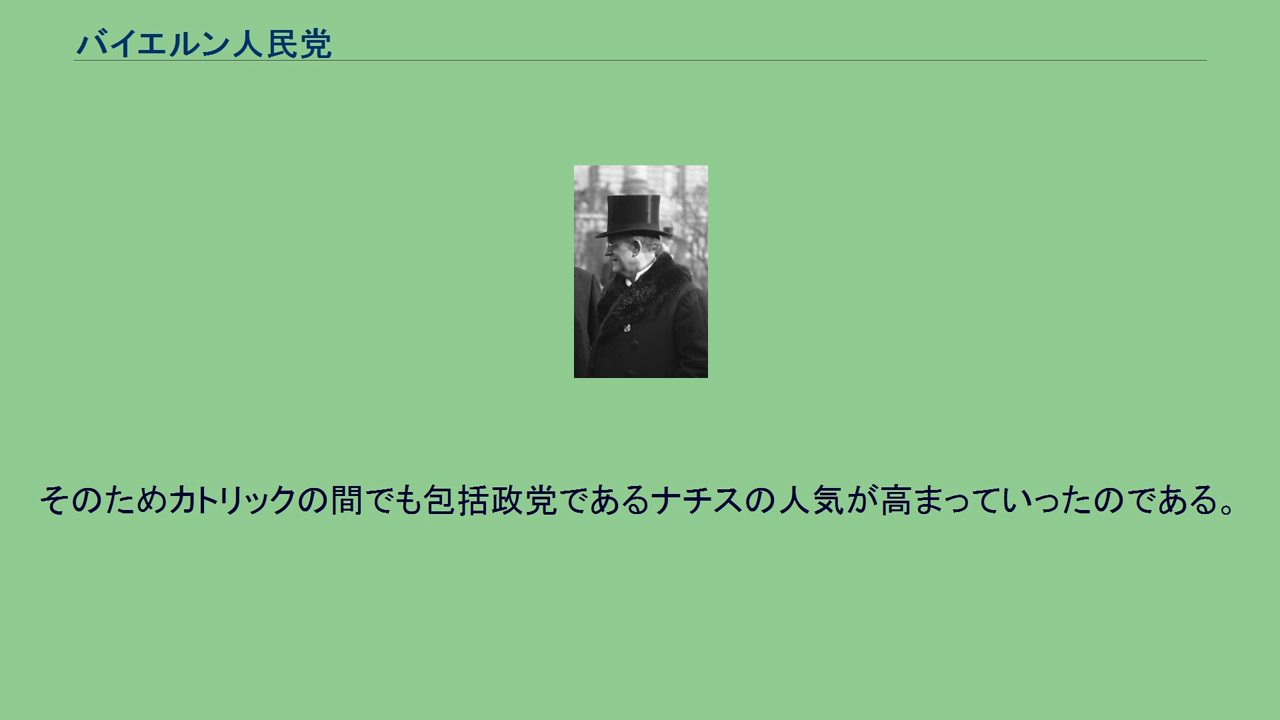 バイエルン人民党
そのためカトリックの間でも包括政党であるナチスの人気が高まっていったのである。